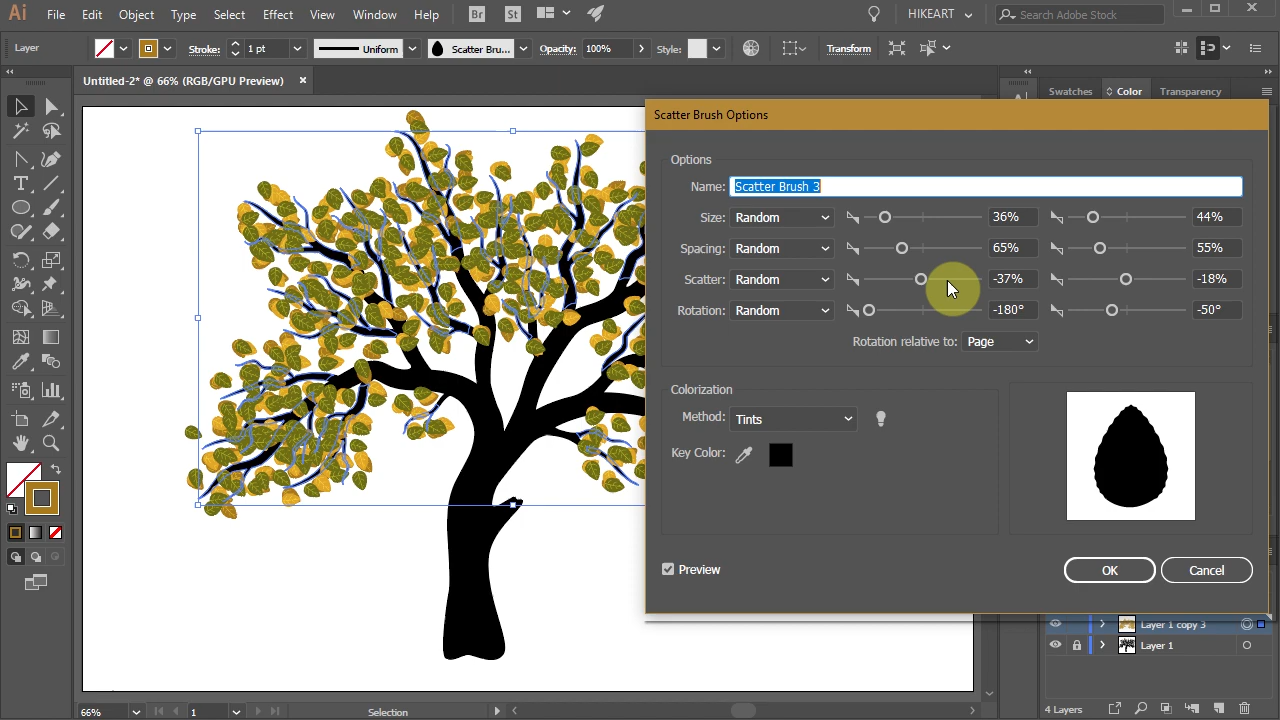 Ai File Edit Object Type Select Effect View Window Help Br St HIKEART Search Adobe Stock
Layer Stroke: 1 pt Uniform Scatter Bru... Opacity: 100% Style: Transform
Untitled-2* @ 66% (RGB/GPU Preview) × Swatches Color Transparency
Scatter Brush Options
Options
Name: Scatter Brush 3
Size: Random 36% 44%
Spacing: Random 65% 55%
Scatter: Random -37% -18%
Rotation: Random -180° -50°
Rotation relative to: Page
Colorization
Method: Tints
Key Color:
Preview OK Cancel
Layer 1 copy 3
Layer 1
66% 1 Selection 4 Layers